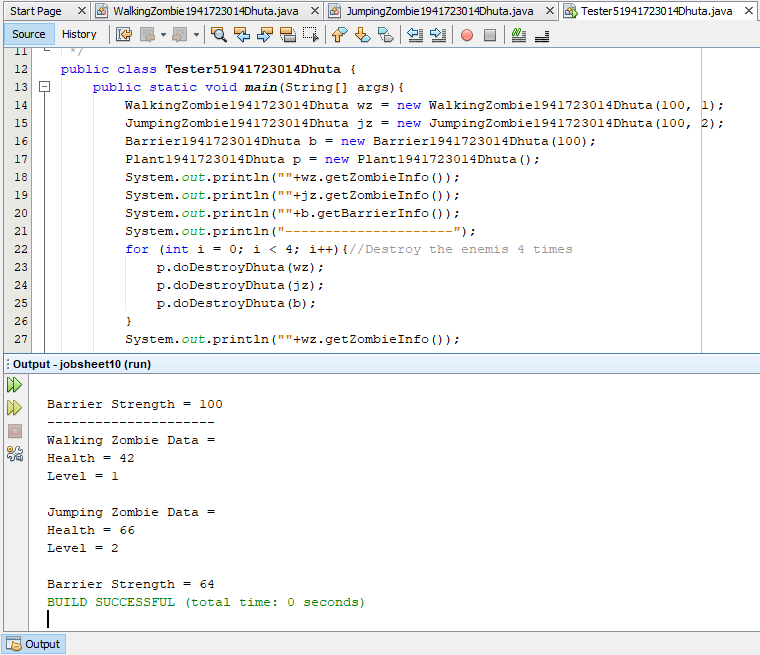 Start Page WalkingZombie1941723014Dhuta.java JumpingZombie1941723014Dhuta.java Tester51941723014Dhuta.java
Source History
11 */
12 public class Tester51941723014Dhuta {
13 public static void main(String[] args){
14 WalkingZombie1941723014Dhuta wz = new WalkingZombie1941723014Dhuta(100, 1);
15 JumpingZombie1941723014Dhuta jz = new JumpingZombie1941723014Dhuta(100, 2);
16 Barrier1941723014Dhuta b = new Barrier1941723014Dhuta(100);
17 Plant1941723014Dhuta p = new Plant1941723014Dhuta();
18 System.out.println(""+wz.getZombieInfo());
19 System.out.println(""+jz.getZombieInfo());
20 System.out.println(""+b.getBarrierInfo());
21 System.out.println("---------------------");
22 for (int i = 0; i < 4; i++){//Destroy the enemis 4 times
23 p.doDestroyDhuta(wz);
24 p.doDestroyDhuta(jz);
25 p.doDestroyDhuta(b);
26 }
27 System.out.println(""+wz.getZombieInfo());
Output - jobsheet10 (run)
Barrier Strength = 100
---------------------
Walking Zombie Data =
Health = 42
Level = 1
Jumping Zombie Data =
Health = 66
Level = 2
Barrier Strength = 64
BUILD SUCCESSFUL (total time: 0 seconds)
Output